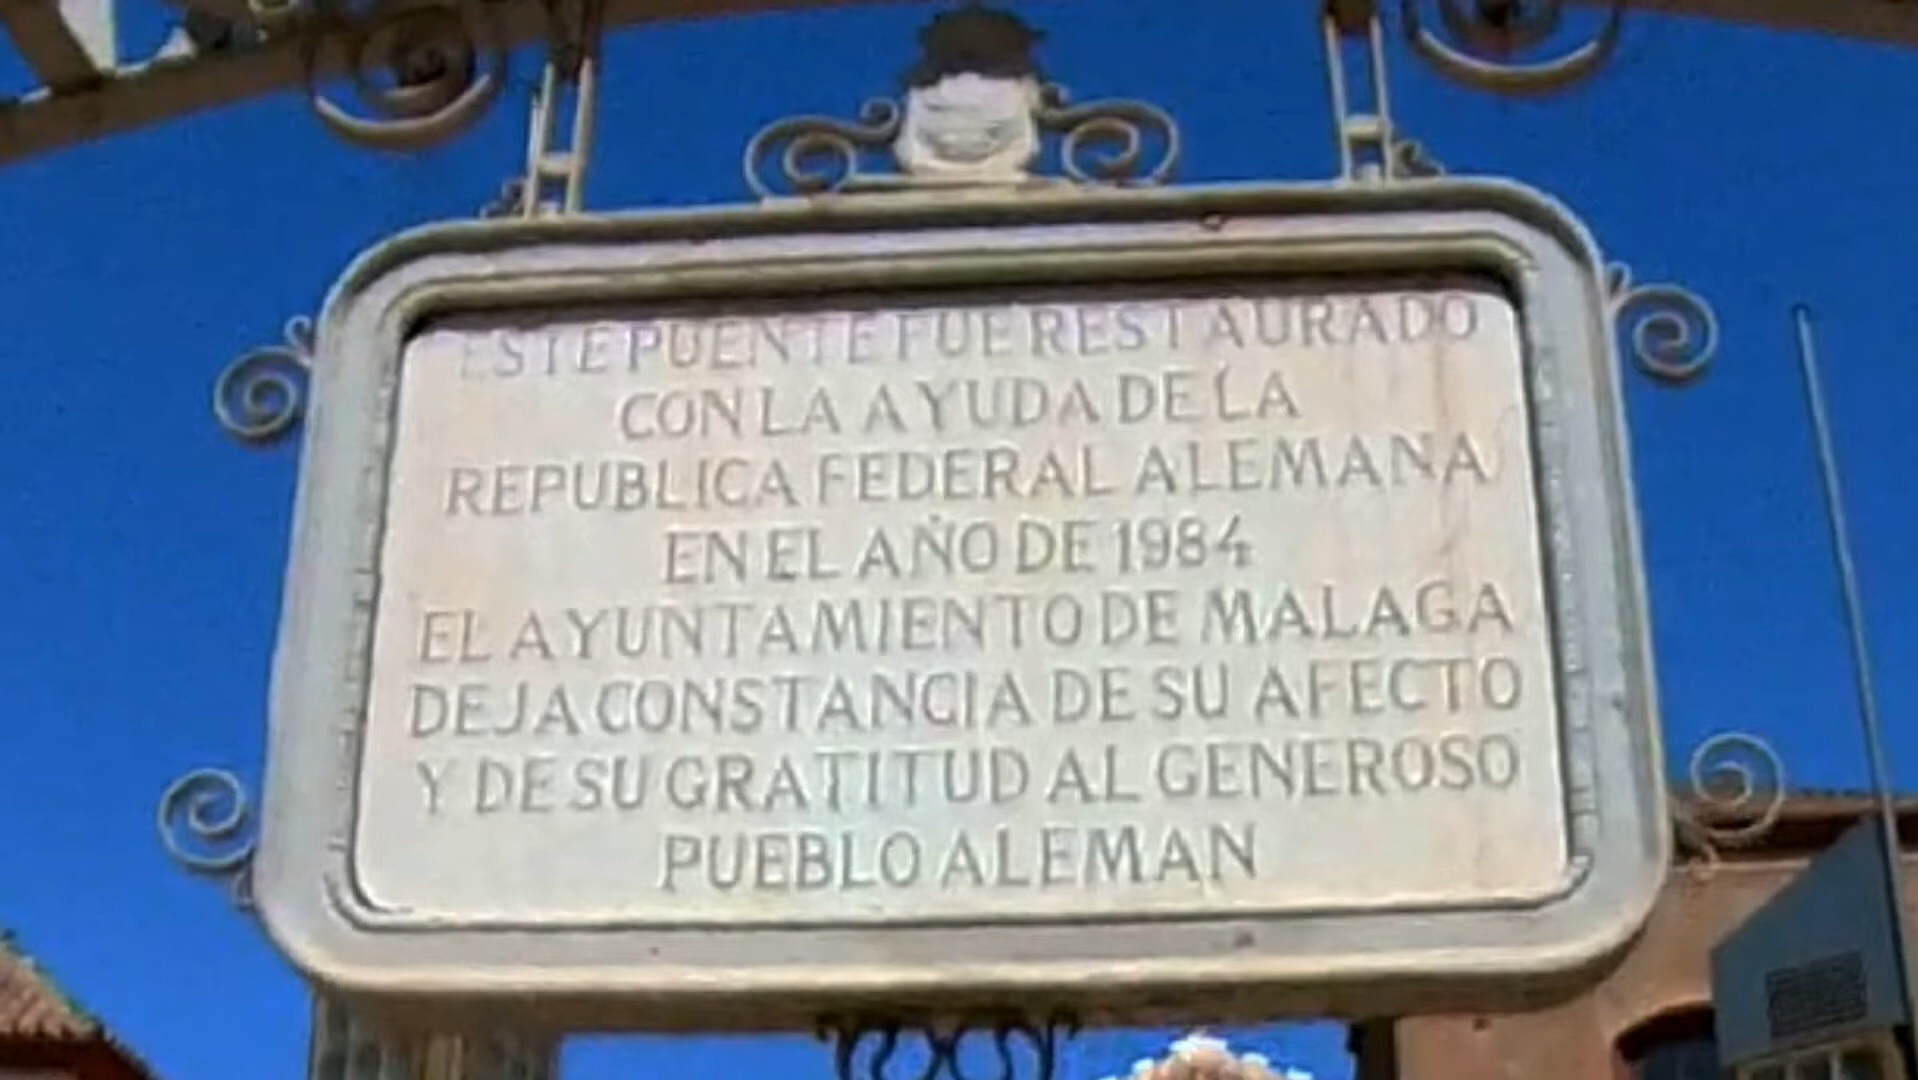 ESTE PUENTE FUE RESTAURADO
CON LA AYUDA DE LA
REPUBLICA FEDERAL ALEMANA
EN EL AÑO DE 1984
EL AYUNTAMIENTO DE MALAGA
DEJA CONSTANCIA DE SU AFECTO
Y DE SU GRATITUD AL GENEROSO
PUEBLO ALEMAN